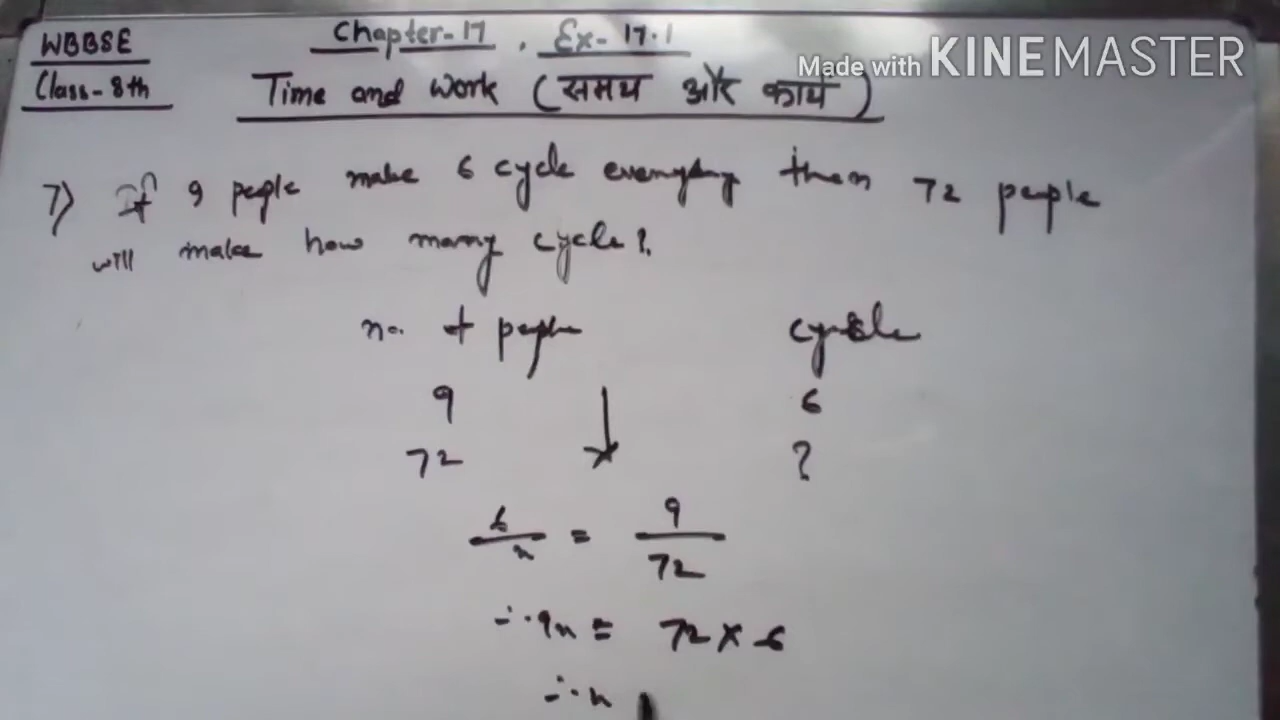 WBBSE Chapter-17, Ex-17.1 Made with KINEMASTER
Class-8th Time and Work (समय और कार्य)
7) If 9 people make 6 cycle everyday then 72 people
will make how many cycle?
no. of people cycle
9 6
72 ?
6/x = 9/72
∴ 9x = 72 × 6
∴ x